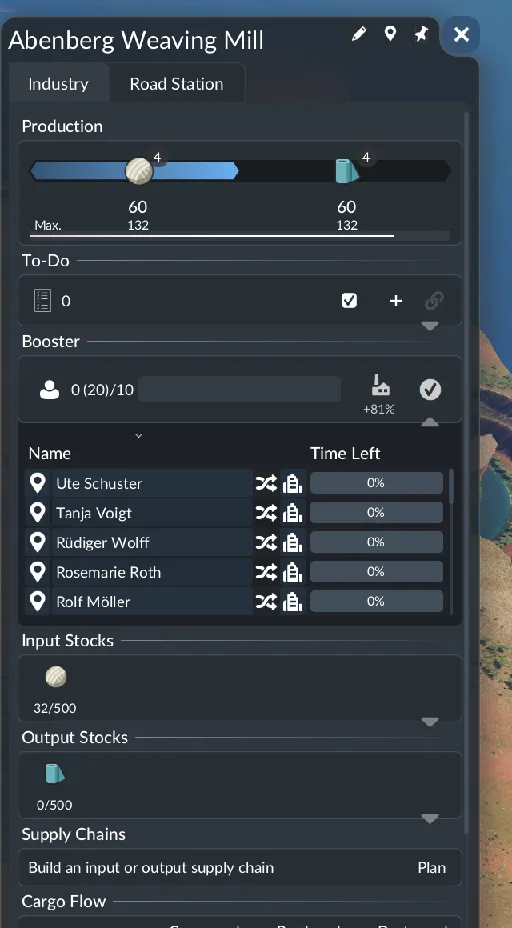 Abenberg Weaving Mill
Industry Road Station
Production
4 4
60 60
Max. 132 132
To-Do
0
Booster
0 (20)/10
+81%
Name Time Left
Ute Schuster 0%
Tanja Voigt 0%
Rüdiger Wolff 0%
Rosemarie Roth 0%
Rolf Möller 0%
Input Stocks
32/500
Output Stocks
0/500
Supply Chains
Build an input or output supply chain Plan
Cargo Flow